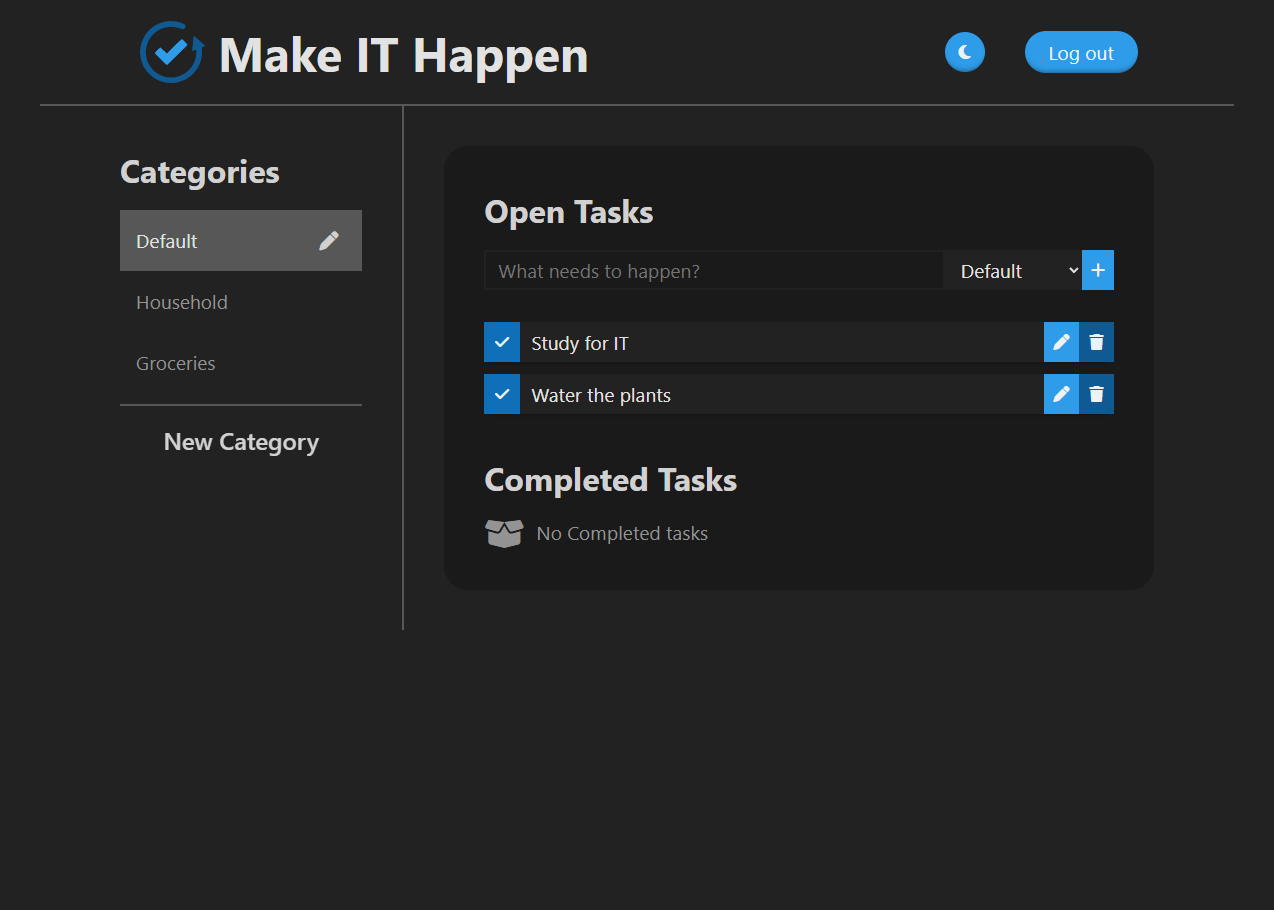 Make IT Happen
Log out
Categories
Default
Household
Groceries
New Category
Open Tasks
What needs to happen? Default
Study for IT
Water the plants
Completed Tasks
No Completed tasks